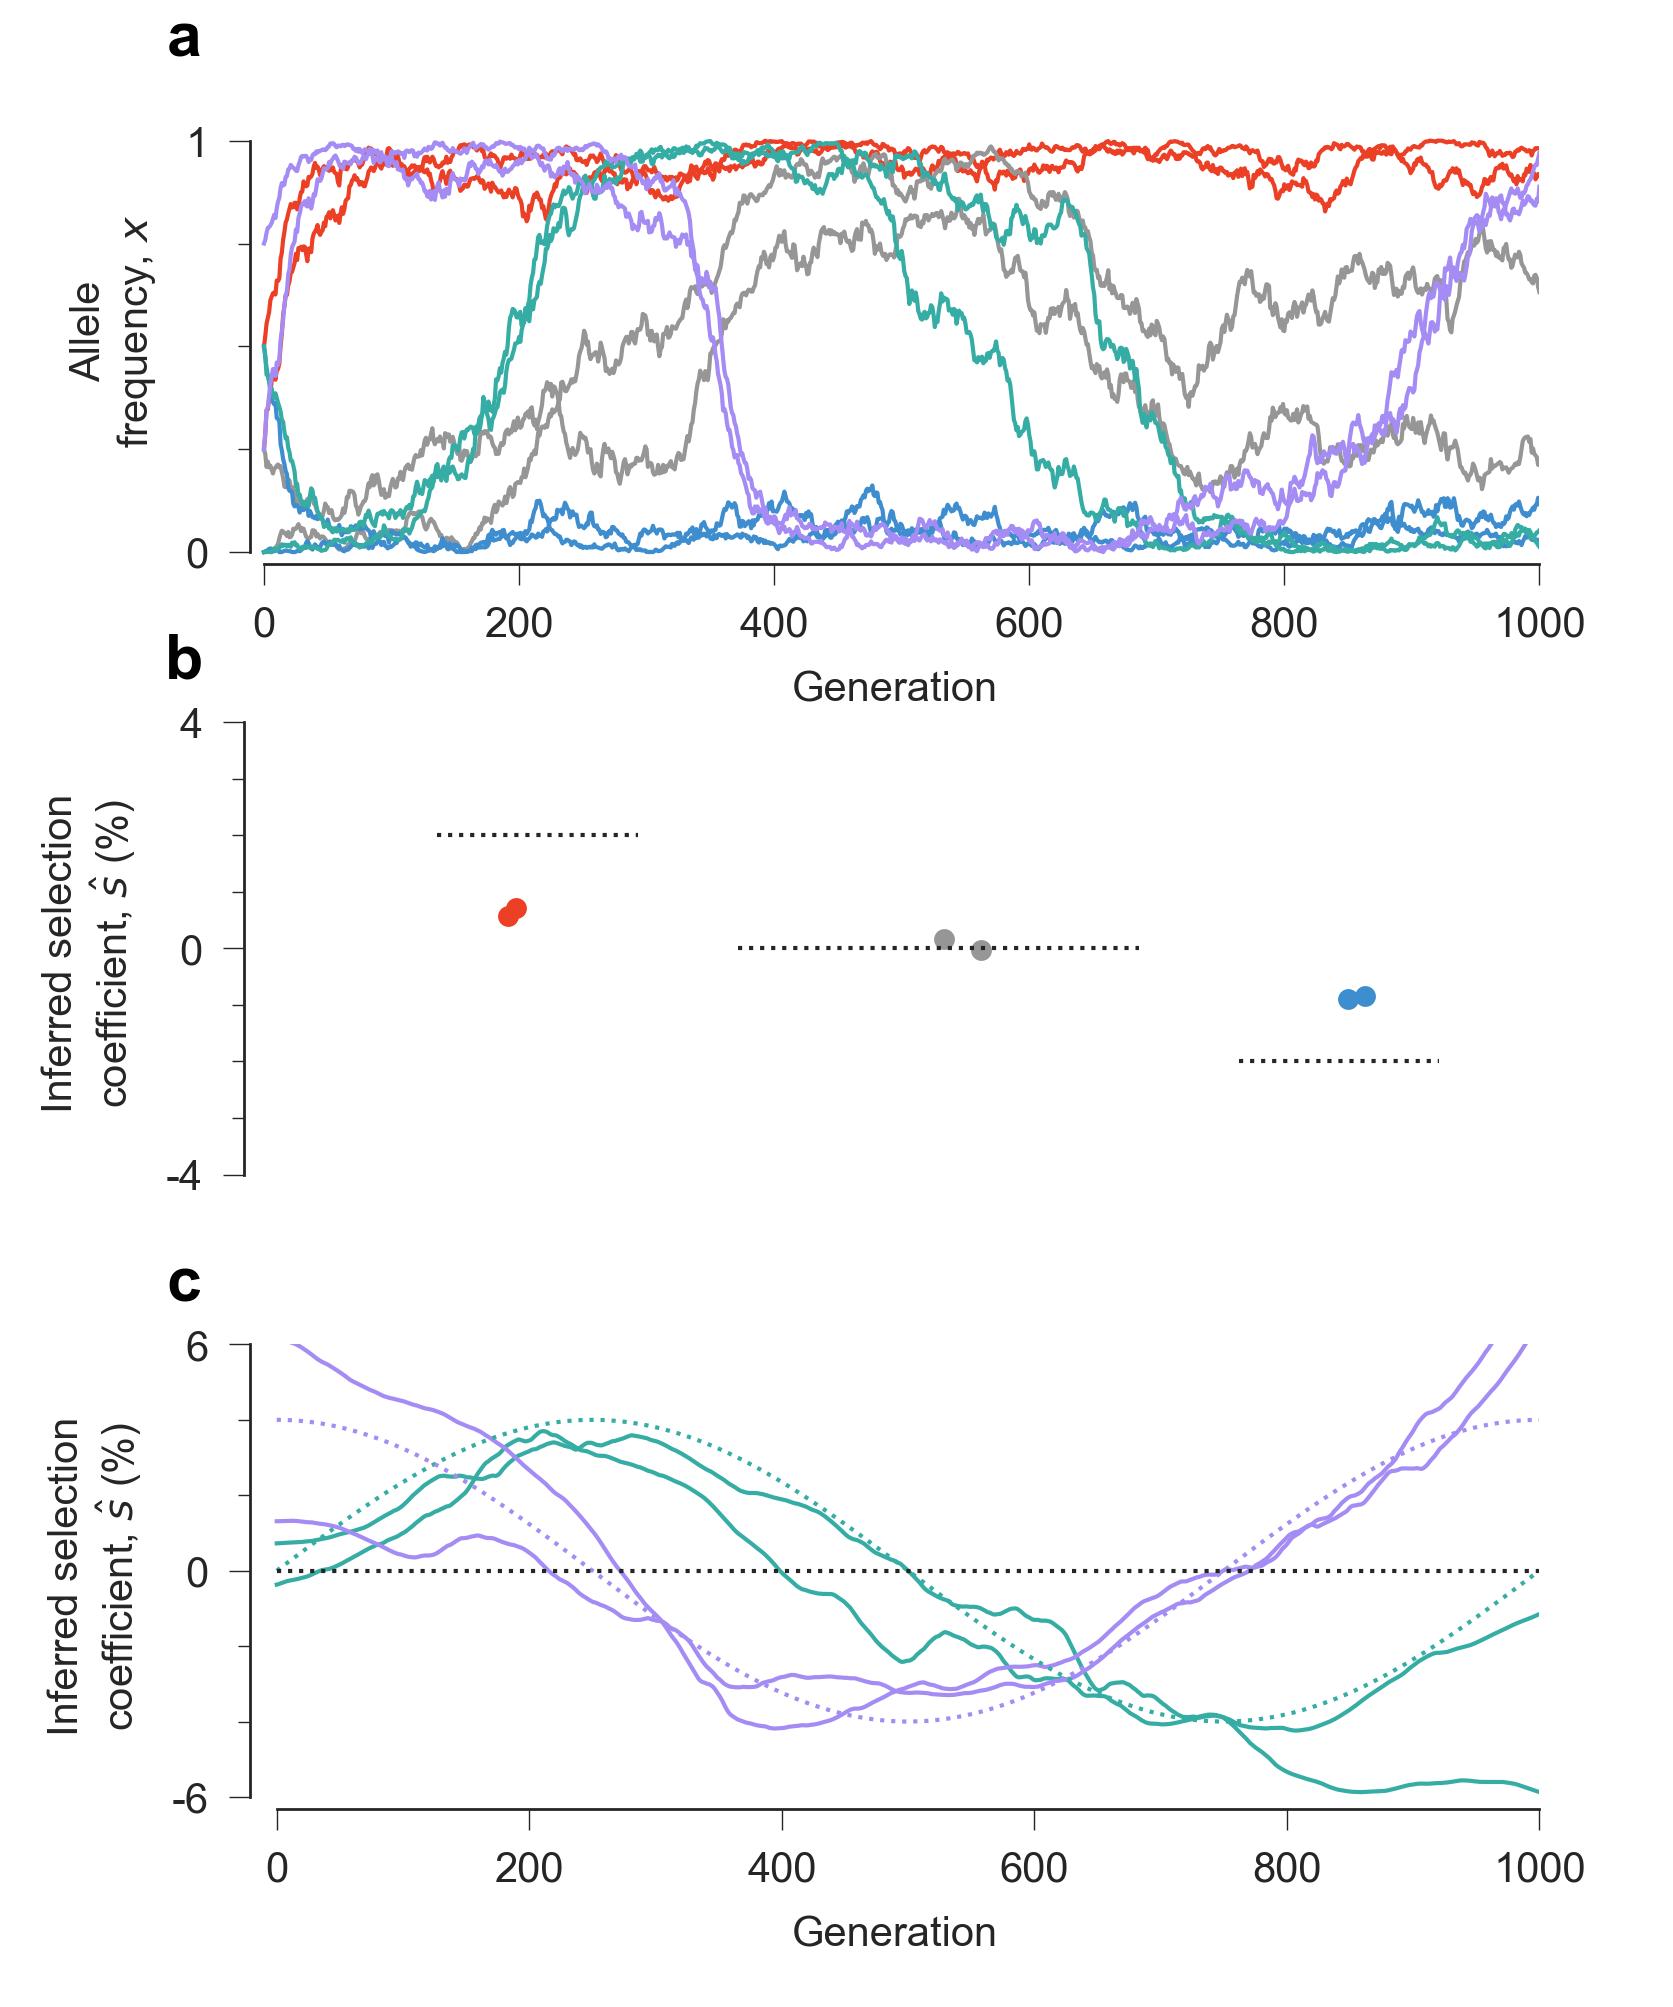 a
Allele
frequency, x
1
0
0 200 400 600 800 1000
Generation
b
Inferred selection
coefficient, ŝ (%)
4
0
-4
c
Inferred selection
coefficient, ŝ (%)
6
0
-6
0 200 400 600 800 1000
Generation